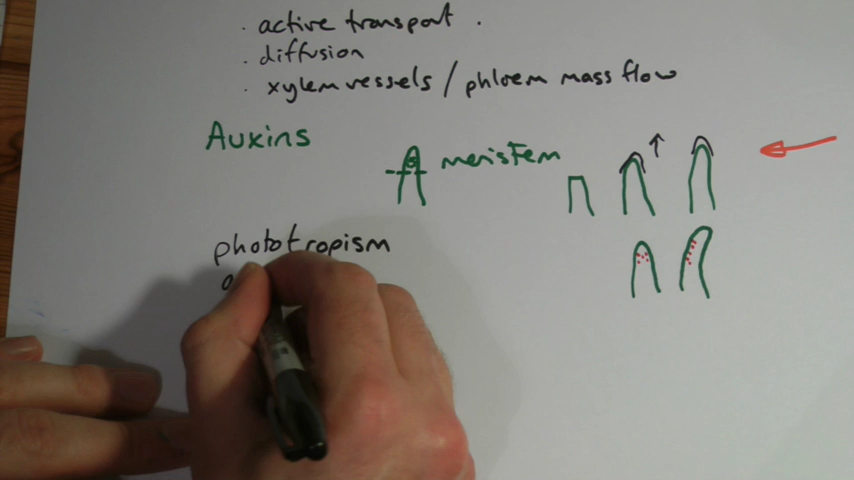 · active transport .
· diffusion
· xylem vessels / phloem mass flow
Auxins
meristem
phototropism